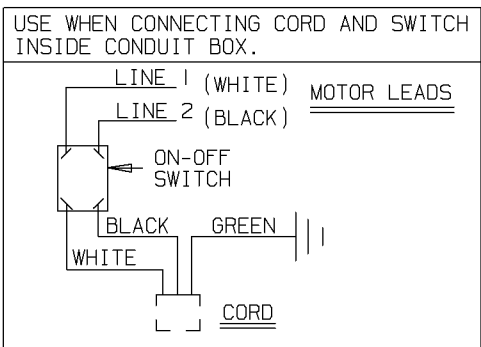 USE WHEN CONNECTING CORD AND SWITCH
INSIDE CONDUIT BOX.
LINE 1 (WHITE)
MOTOR LEADS
LINE 2 (BLACK)
ON-OFF
SWITCH
BLACK
GREEN
WHITE
CORD